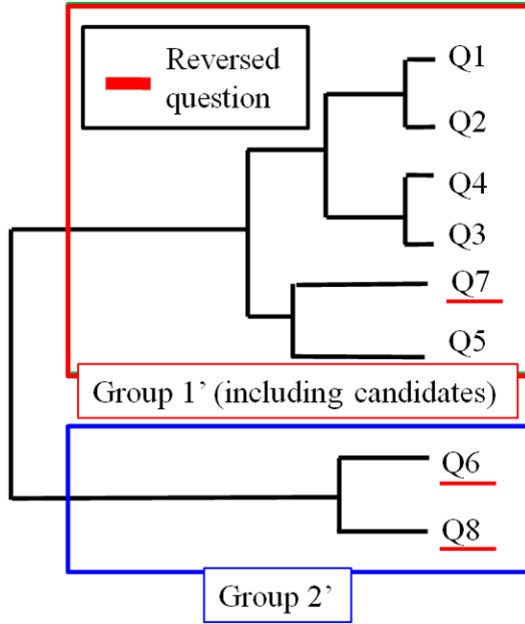 Reversed
question
Q1
Q2
Q4
Q3
Q7
Q5
Group 1’ (including candidates)
Q6
Q8
Group 2’